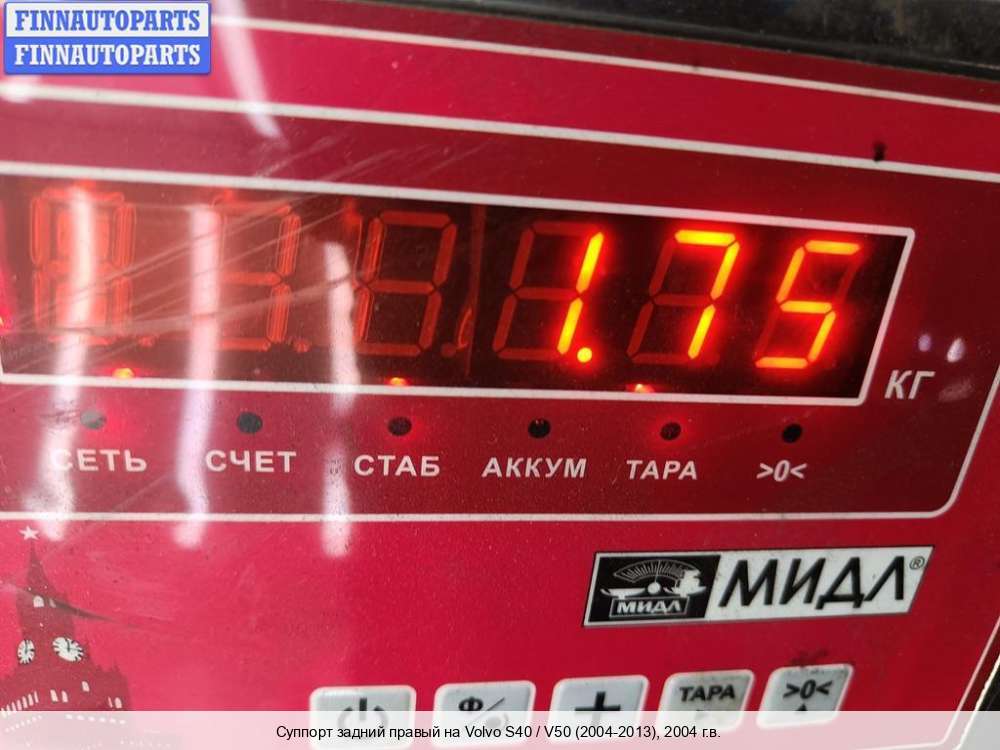 FINNAUTOPARTS
FINNAUTOPARTS
1.75
КГ
СЕТЬ СЧЕТ СТАБ АККУМ ТАРА >0<
МИДЛ МИДЛ®
ТАРА >0<
Суппорт задний правый на Volvo S40 / V50 (2004-2013), 2004 г.в.